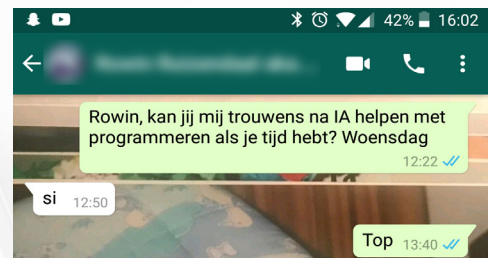 42% 16:02
Rowin, kan jij mij trouwens na IA helpen met
programmeren als je tijd hebt? Woensdag
12:22
si 12:50
Top 13:40